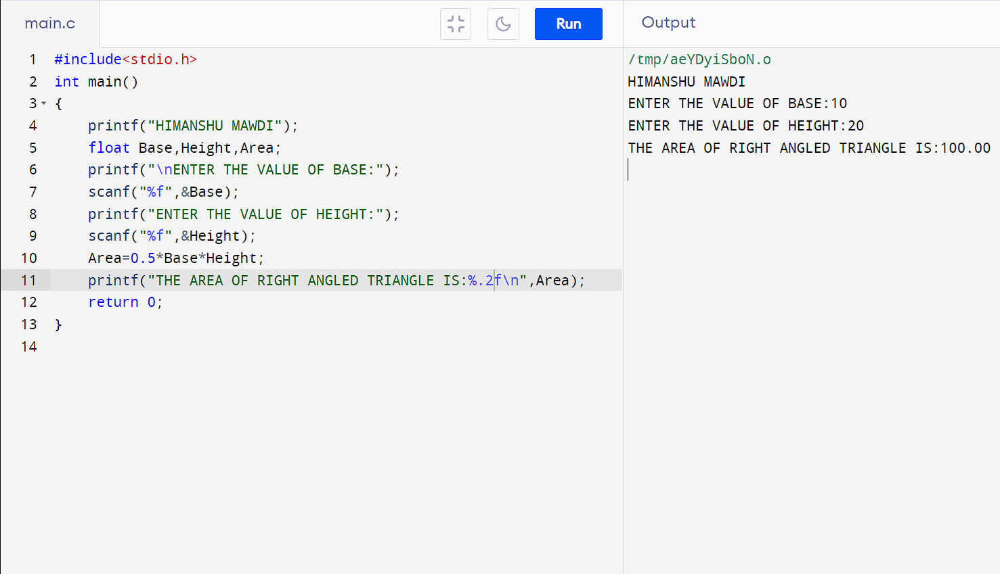 main.c
Run
1 #include<stdio.h>
2 int main()
3 {
4     printf("HIMANSHU MAWDI");
5     float Base,Height,Area;
6     printf("\nENTER THE VALUE OF BASE:");
7     scanf("%f",&Base);
8     printf("ENTER THE VALUE OF HEIGHT:");
9     scanf("%f",&Height);
10     Area=0.5*Base*Height;
11     printf("THE AREA OF RIGHT ANGLED TRIANGLE IS:%.2f\n",Area);
12     return 0;
13 }
14
Output
/tmp/aeYDyiSboN.o
HIMANSHU MAWDI
ENTER THE VALUE OF BASE:10
ENTER THE VALUE OF HEIGHT:20
THE AREA OF RIGHT ANGLED TRIANGLE IS:100.00